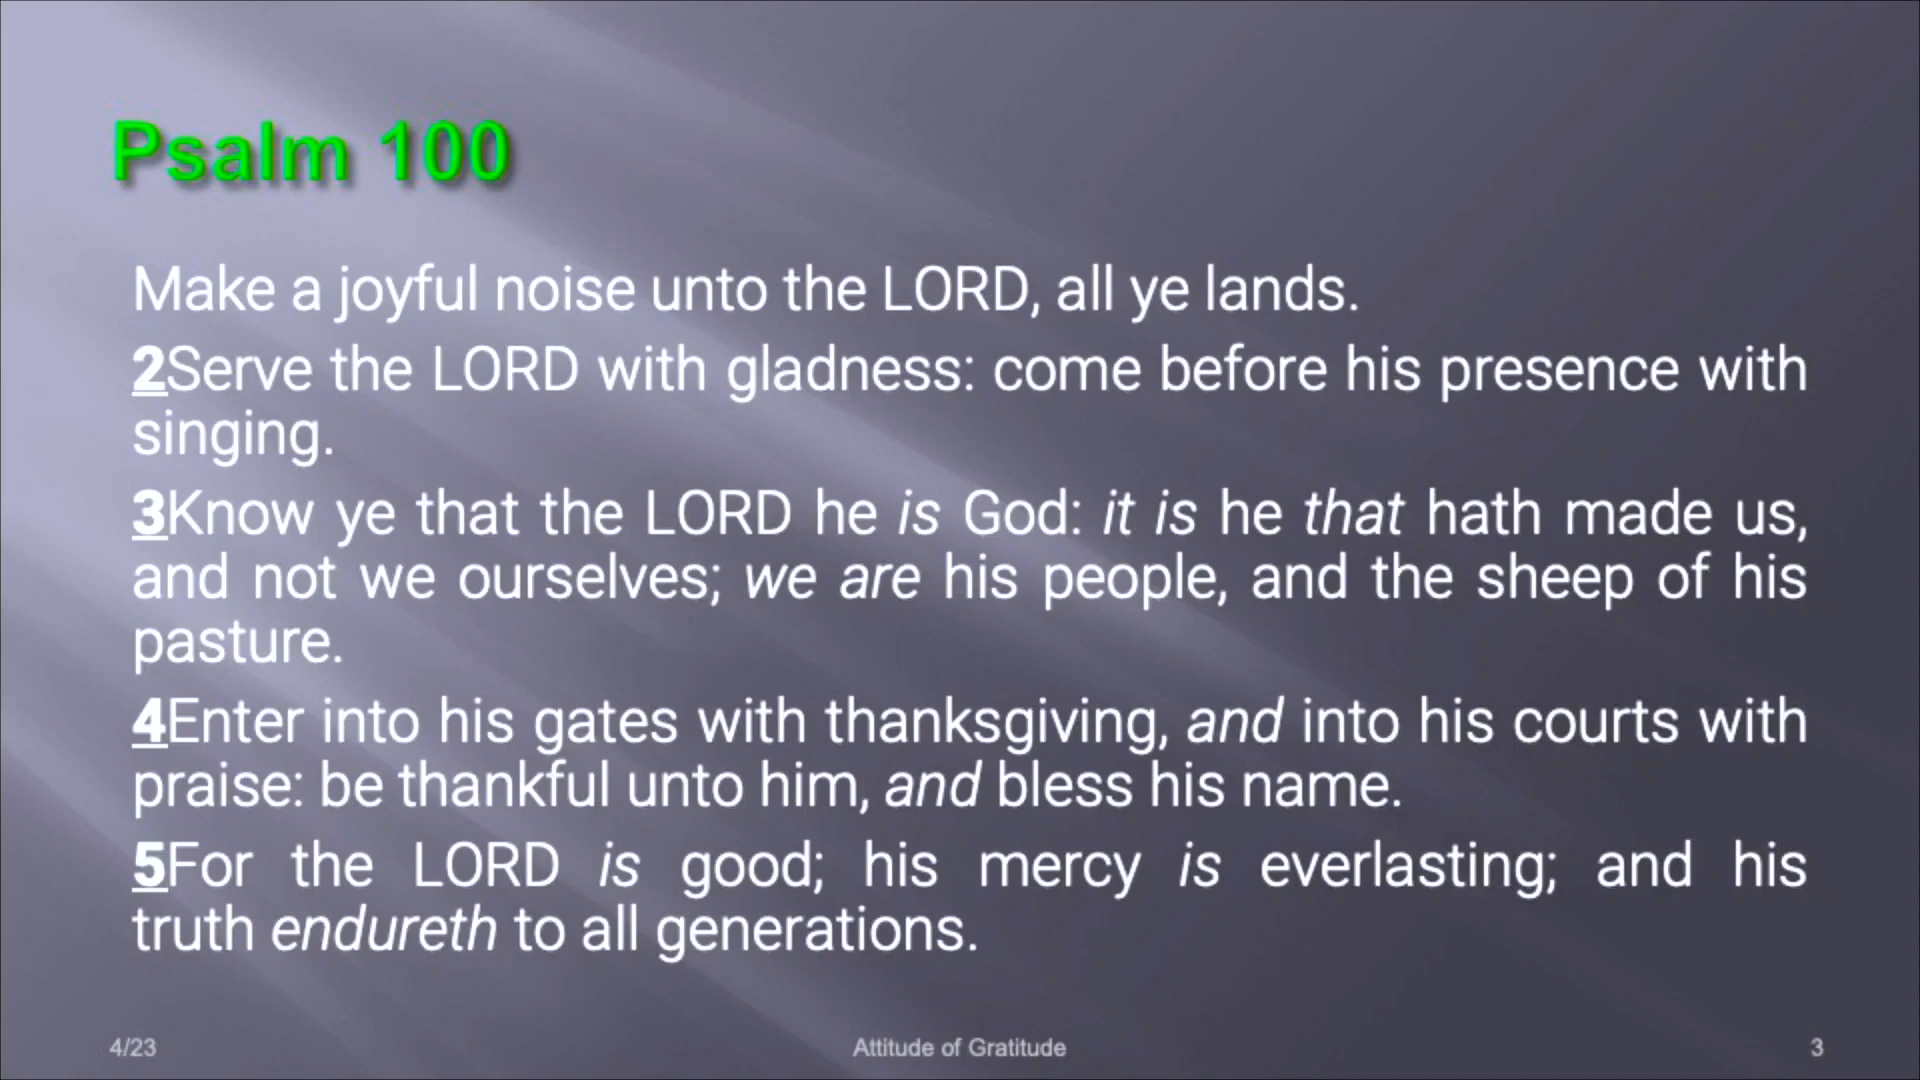 Psalm 100
Make a joyful noise unto the LORD, all ye lands.
2Serve the LORD with gladness: come before his presence with
singing.
3Know ye that the LORD he is God: it is he that hath made us,
and not we ourselves; we are his people, and the sheep of his
pasture.
4Enter into his gates with thanksgiving, and into his courts with
praise: be thankful unto him, and bless his name.
5For the LORD is good; his mercy is everlasting; and his
truth endureth to all generations.
4/23
Attitude of Gratitude
3